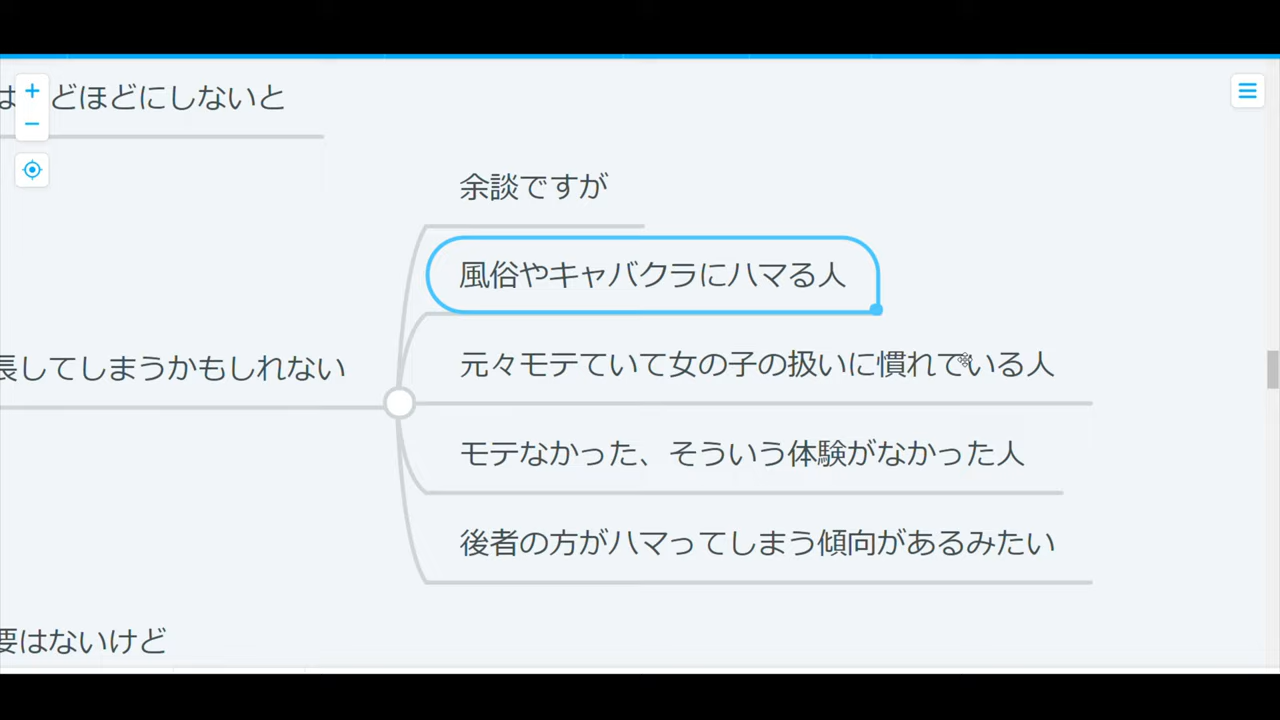 どほどにしないと
余談ですが
風俗やキャバクラにハマる人
長してしまうかもしれない
元々モテていて女の子の扱いに慣れている人
モテなかった、そういう体験がなかった人
後者の方がハマってしまう傾向があるみたい
要はないけど